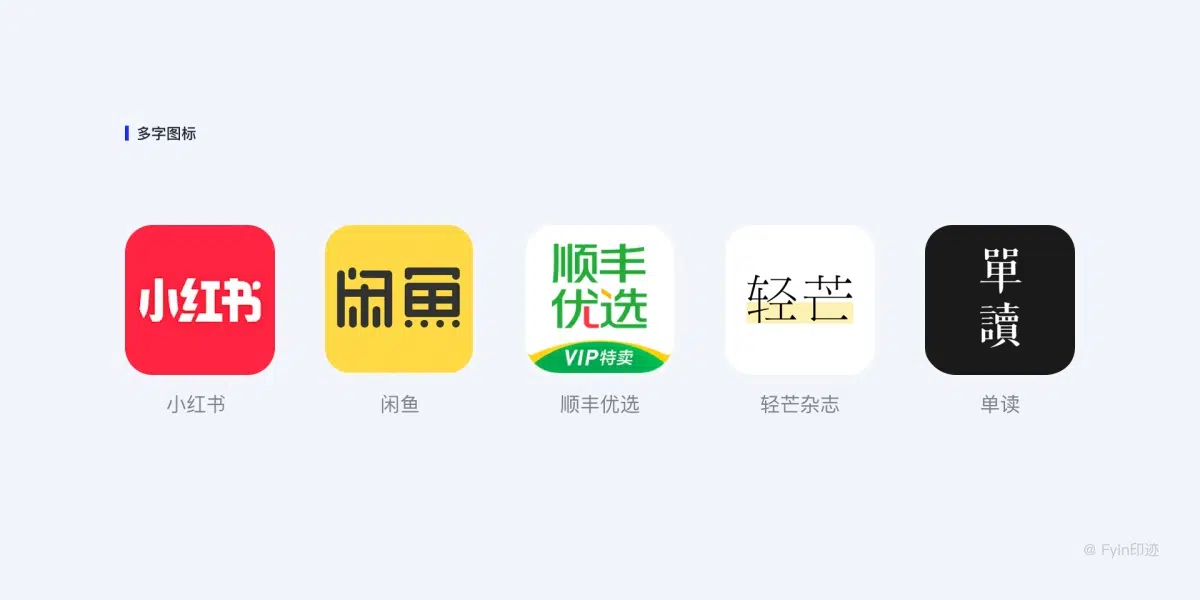 多字图标
小红书
闲鱼
顺丰
优选
VIP特卖
轻芒
單
讀
小红书
闲鱼
顺丰优选
轻芒杂志
单读
@ Fyin印迹